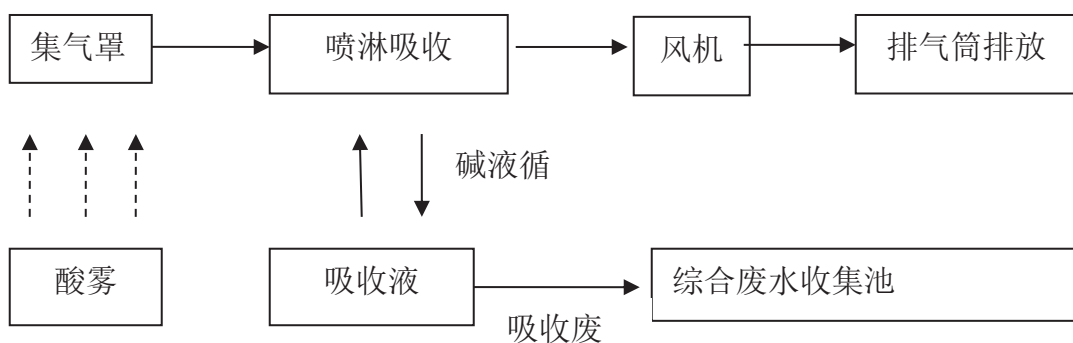 集气罩
喷淋吸收
风机
排气筒排放
碱液循
酸雾
吸收液
综合废水收集池
吸收废